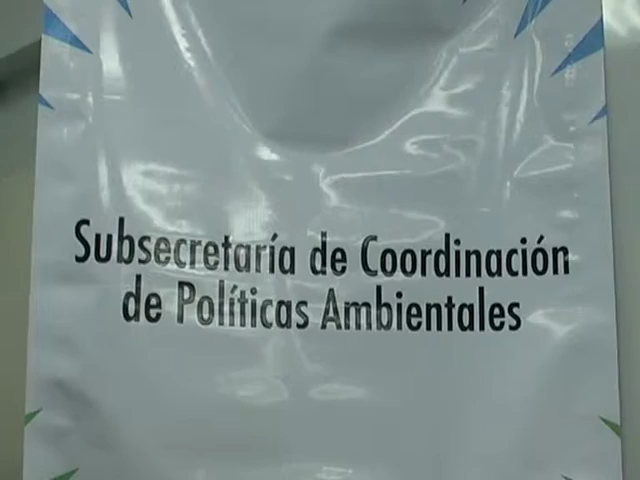 Subsecretaría de Coordinación
de Políticas Ambientales